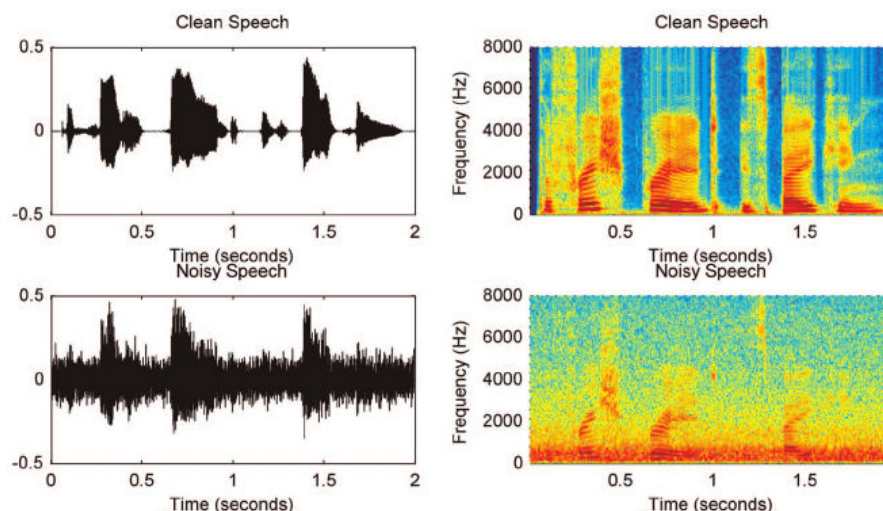 Clean Speech
0.5
0
-0.5
0 0.5 1 1.5 2
Time (seconds)
Clean Speech
8000
6000
4000
2000
0
Frequency (Hz)
0.5 1 1.5
Time (seconds)
Noisy Speech
0.5
0
-0.5
0 0.5 1 1.5 2
Time (seconds)
Noisy Speech
8000
6000
4000
2000
0
Frequency (Hz)
0.5 1 1.5
Time (seconds)